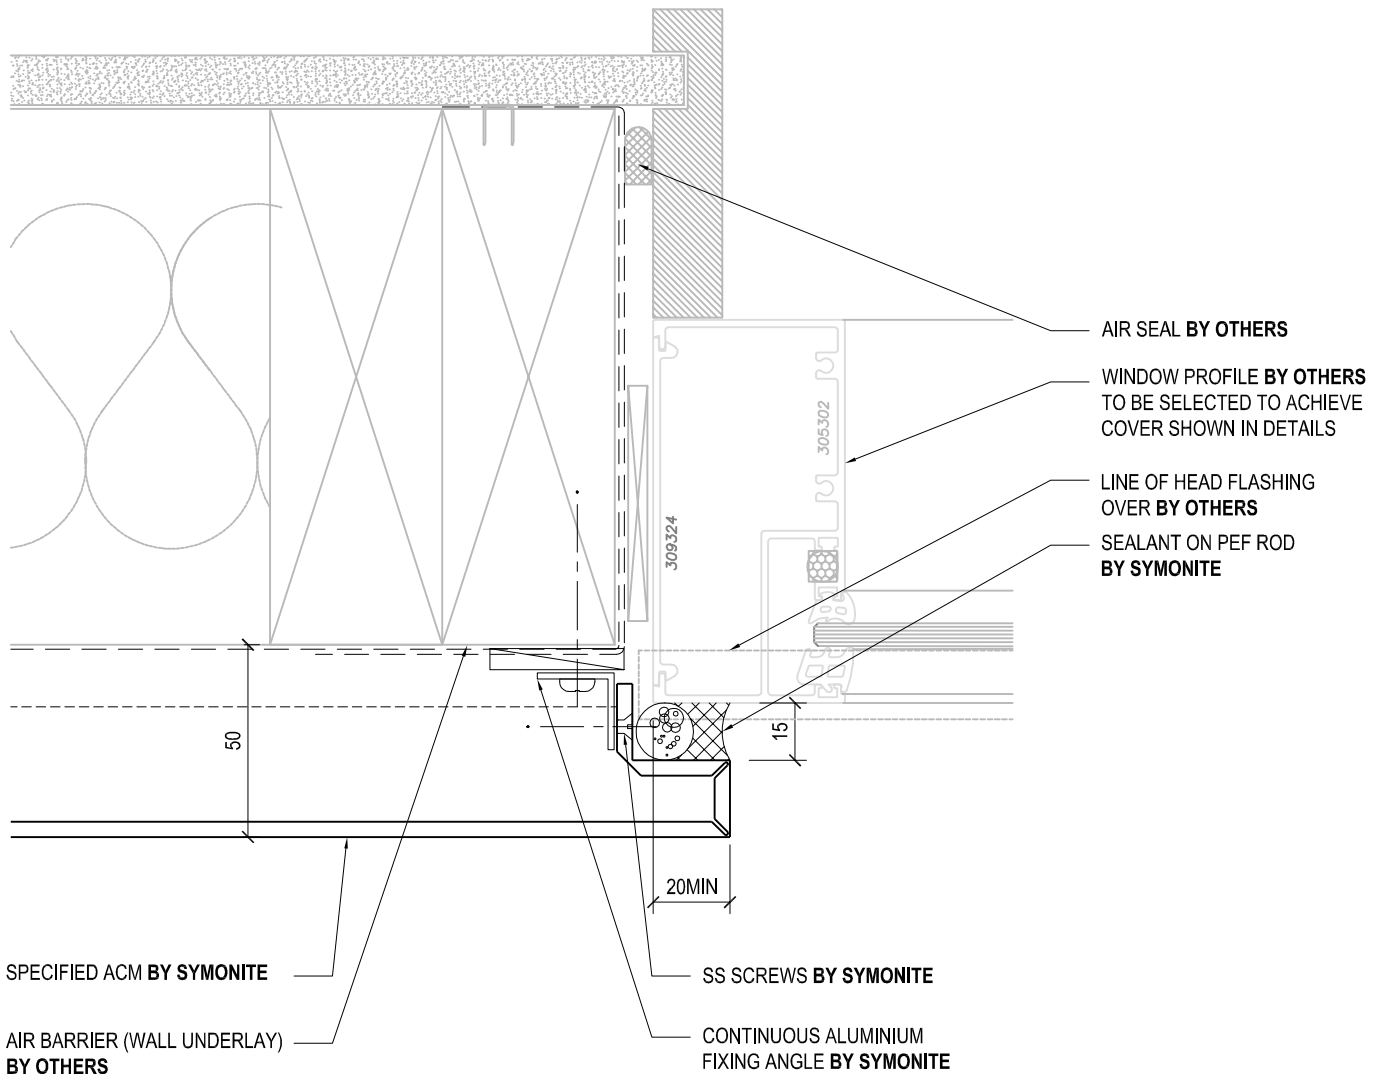 AIR SEAL BY OTHERS
WINDOW PROFILE BY OTHERS
TO BE SELECTED TO ACHIEVE
COVER SHOWN IN DETAILS
305302
LINE OF HEAD FLASHING
OVER BY OTHERS
309324
SEALANT ON PEF ROD
BY SYMONITE
50
15
20MIN
SPECIFIED ACM BY SYMONITE
SS SCREWS BY SYMONITE
AIR BARRIER (WALL UNDERLAY)
BY OTHERS
CONTINUOUS ALUMINIUM
FIXING ANGLE BY SYMONITE